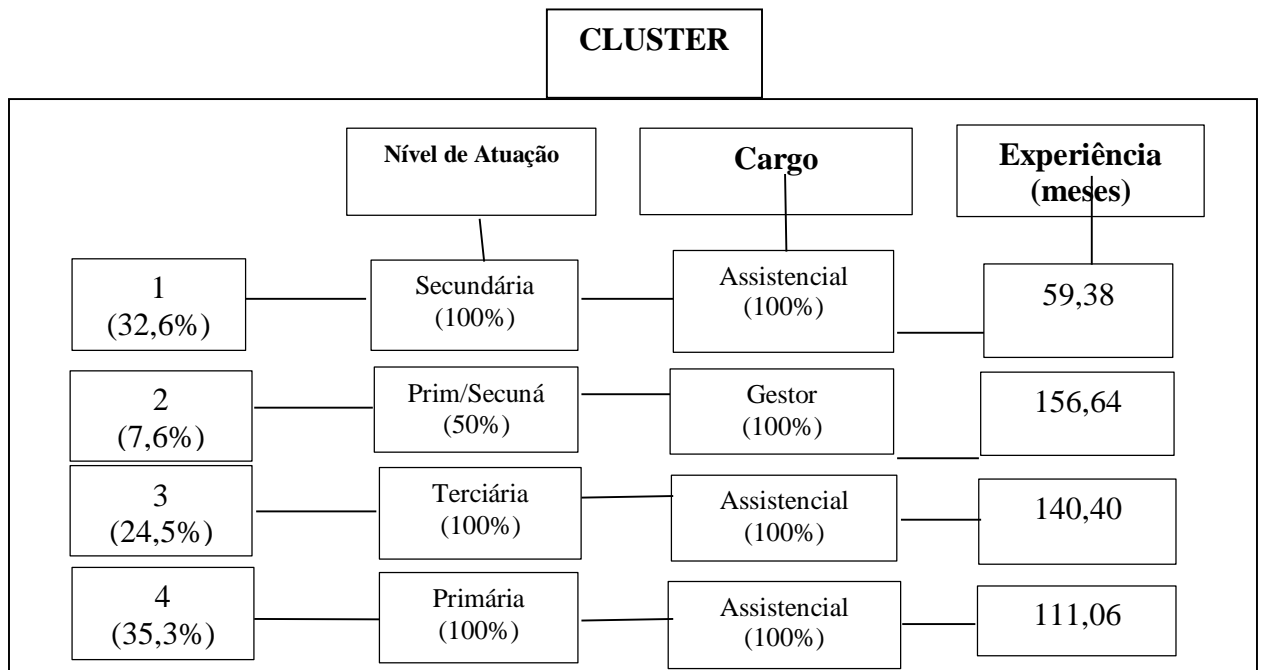 CLUSTER
Nível de Atuação
Cargo
Experiência
(meses)
1
(32,6%)
Secundária
(100%)
Assistencial
(100%)
59,38
2
(7,6%)
Prim/Secuná
(50%)
Gestor
(100%)
156,64
3
(24,5%)
Terciária
(100%)
Assistencial
(100%)
140,40
4
(35,3%)
Primária
(100%)
Assistencial
(100%)
111,06